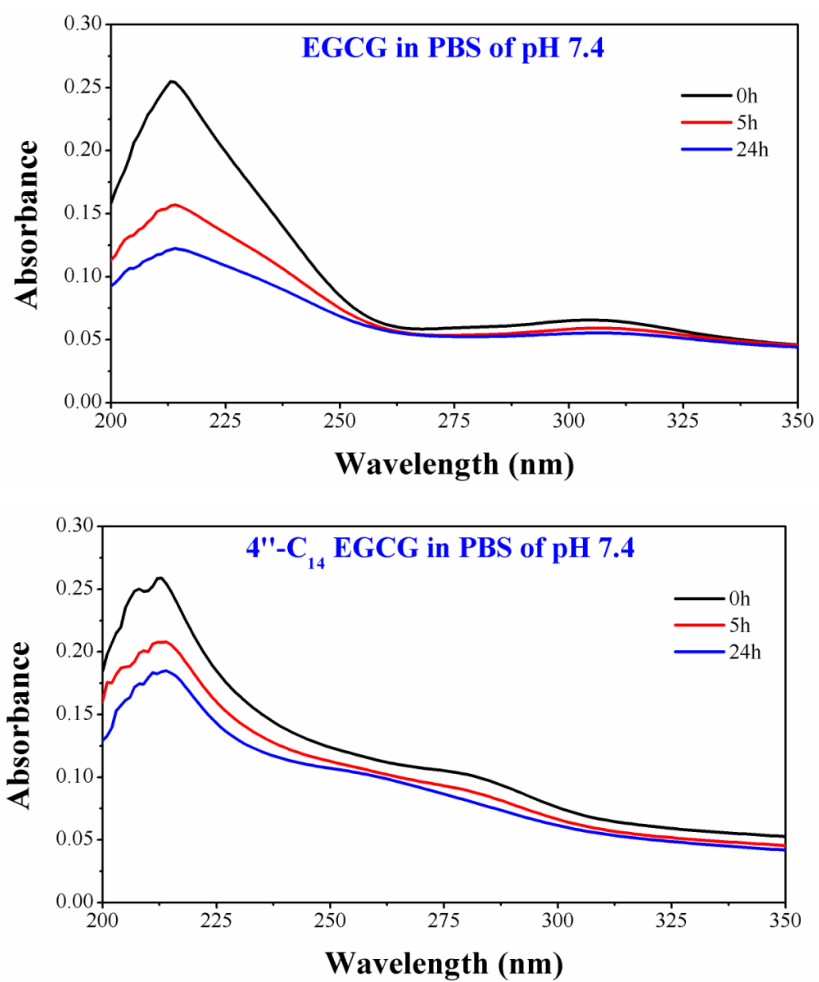 EGCG in PBS of pH 7.4
0h
5h
24h
Absorbance
0.30
0.25
0.20
0.15
0.10
0.05
0.00
200 225 250 275 300 325 350
Wavelength (nm)
4''-C14 EGCG in PBS of pH 7.4
0h
5h
24h
Absorbance
0.30
0.25
0.20
0.15
0.10
0.05
0.00
200 225 250 275 300 325 350
Wavelength (nm)